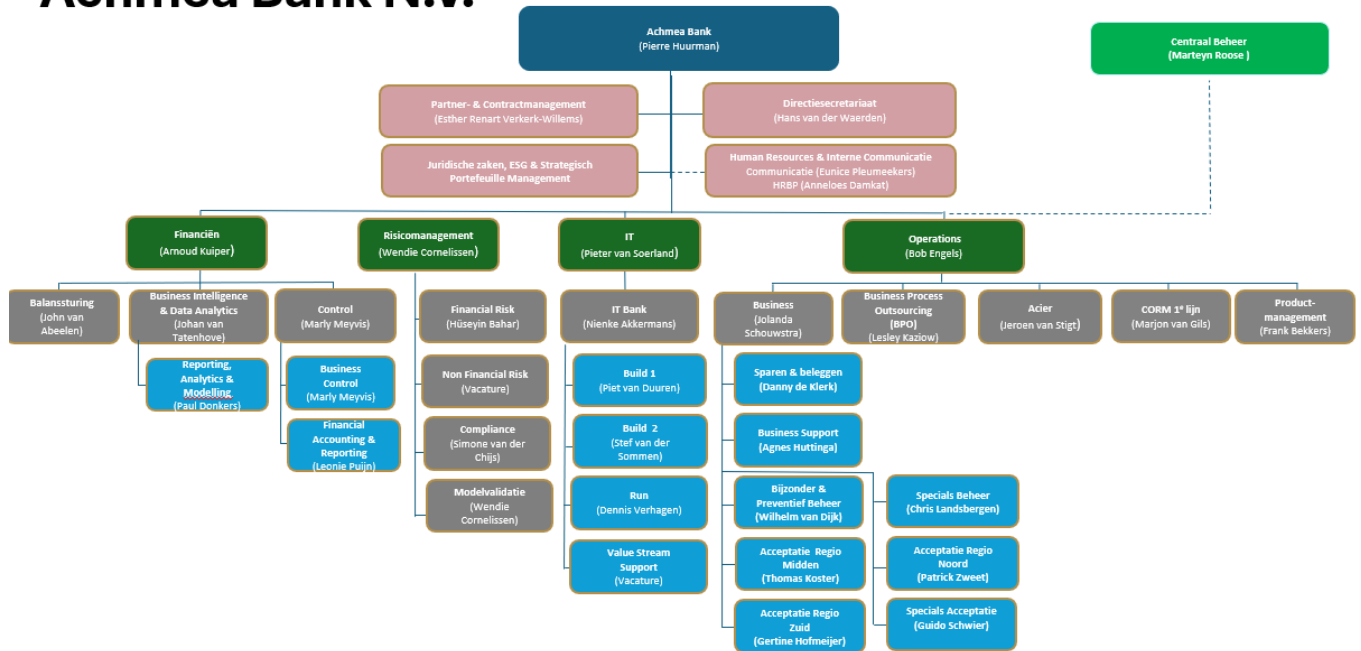 Achmea Bank N.V.
Achmea Bank
(Pierre Huurman)
Centraal Beheer
(Marteyn Roose )
Partner- & Contractmanagement
(Esther Renart Verkerk-Willems)
Directiesecretariaat
(Hans van der Waerden)
Juridische zaken, ESG & Strategisch
Portefeuille Management
Human Resources & Interne Communicatie
Communicatie (Eunice Pleumeekers)
HRBP (Anneloes Damkat)
Financiën
(Arnoud Kuiper)
Risicomanagement
(Wendie Cornelissen)
IT
(Pieter van Soerland)
Operations
(Bob Engels)
Balanssturing
(John van
Abeelen)
Business Intelligence
& Data Analytics
(Johan van
Tatenhove)
Control
(Marly Meyvis)
Financial Risk
(Hüseyin Bahar)
IT Bank
(Nienke Akkermans)
Business
(Jolanda
Schouwstra)
Business Process
Outsourcing
(BPO)
(Lesley Kaziow)
Acier
(Jeroen van Stigt)
CORM 1ᵉ lijn
(Marjon van Gils)
Product-
management
(Frank Bekkers)
Reporting,
Analytics &
Modelling
(Paul Donkers)
Business
Control
(Marly Meyvis)
Non Financial Risk
(Vacature)
Build 1
(Piet van Duuren)
Sparen & beleggen
(Danny de Klerk)
Financial
Accounting &
Reporting
(Leonie Puijn)
Compliance
(Simone van der
Chijs)
Build 2
(Stef van der
Sommen)
Business Support
(Agnes Huttinga)
Modelvalidatie
(Wendie
Cornelissen)
Run
(Dennis Verhagen)
Bijzonder &
Preventief Beheer
(Wilhelm van Dijk)
Specials Beheer
(Chris Landsbergen)
Value Stream
Support
(Vacature)
Acceptatie Regio
Midden
(Thomas Koster)
Acceptatie Regio
Noord
(Patrick Zweet)
Acceptatie Regio
Zuid
(Gertine Hofmeijer)
Specials Acceptatie
(Guido Schwier)